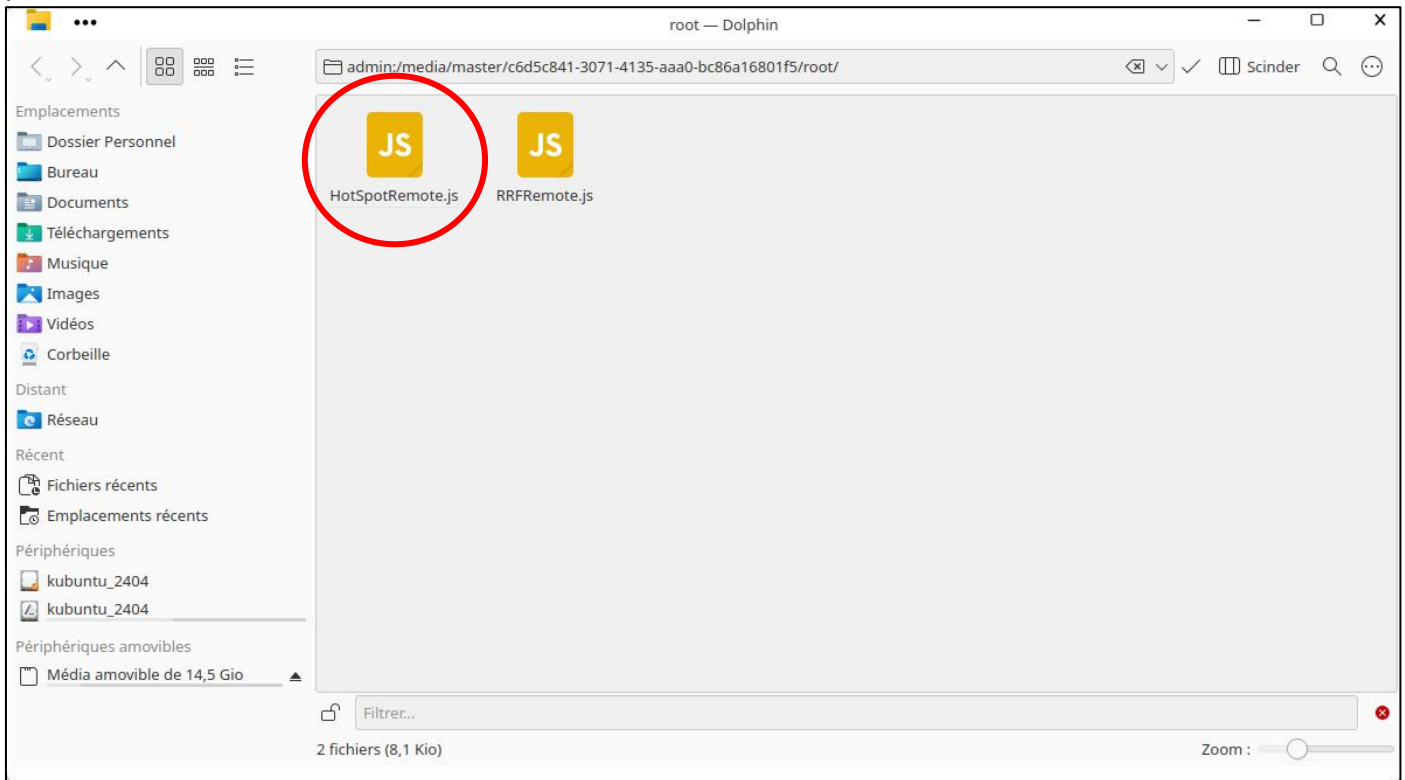 root — Dolphin
admin:/media/master/c6d5c841-3071-4135-aaa0-bc86a16801f5/root/
Scinder
Emplacements
Dossier Personnel
Bureau
Documents
Téléchargements
Musique
Images
Vidéos
Corbeille
Distant
Réseau
Récent
Fichiers récents
Emplacements récents
Périphériques
kubuntu_2404
kubuntu_2404
Périphériques amovibles
Média amovible de 14,5 Gio
JS
HotSpotRemote.js
JS
RRFRemote.js
Filtrer...
2 fichiers (8,1 Kio)
Zoom :